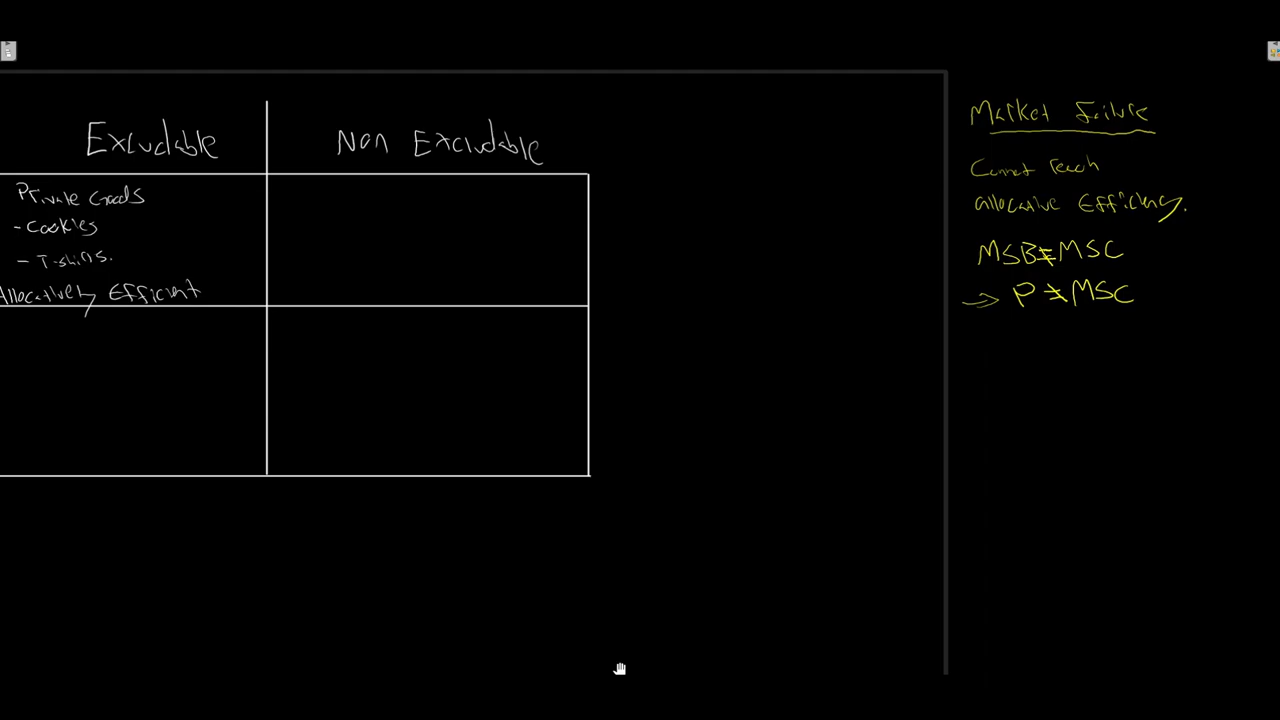 Excludable
Non Excludable
Private Goods
- Cookies
- T-shirts.
Allocatively Efficient
Market Failure
Cannot reach
allocative Efficiency.
MSB≠MSC
→ P≠MSC